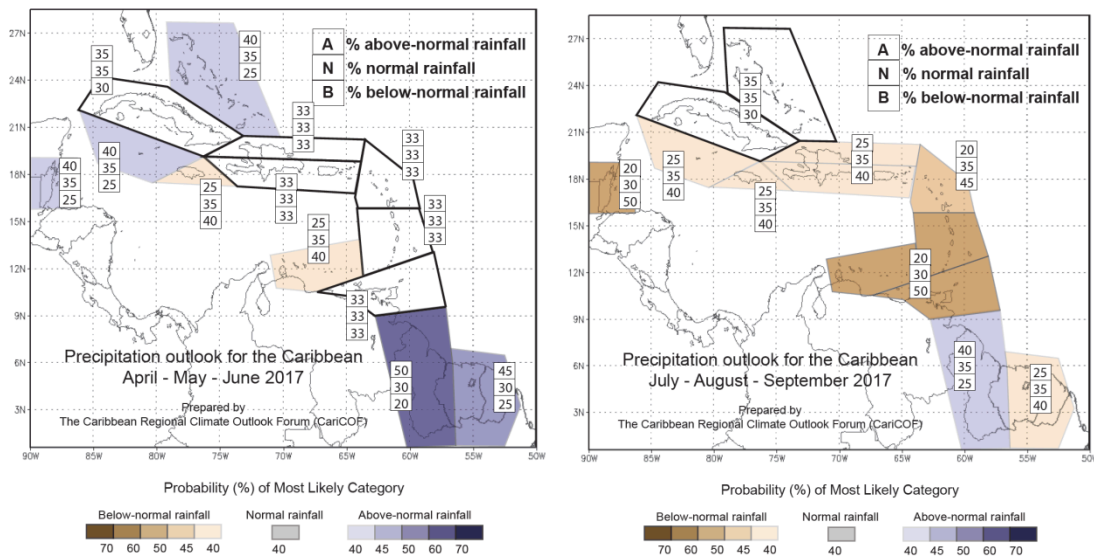 27N
24N
21N
18N
15N
12N
9N
6N
3N
90W
85W
80W
75W
70W
65W
60W
55W
50W
A % above-normal rainfall
N % normal rainfall
B % below-normal rainfall
35
35
30
40
35
25
33
33
33
33
33
33
40
35
25
40
35
25
25
35
40
33
33
33
33
33
33
25
35
40
33
33
33
50
30
20
45
30
25
Precipitation outlook for the Caribbean
April - May - June 2017
Prepared by
The Caribbean Regional Climate Outlook Forum (CariCOF)
Probability (%) of Most Likely Category
Below-normal rainfall
70 60 50 45 40
Normal rainfall
40
Above-normal rainfall
40 45 50 60 70
27N
24N
21N
18N
15N
12N
9N
6N
3N
90W
85W
80W
75W
70W
65W
60W
55W
50W
A % above-normal rainfall
N % normal rainfall
B % below-normal rainfall
35
35
30
25
35
40
20
35
45
25
35
40
20
30
50
25
35
40
20
30
50
40
35
25
25
35
40
Precipitation outlook for the Caribbean
July - August - September 2017
Prepared by
The Caribbean Regional Climate Outlook Forum (CariCOF)
Probability (%) of Most Likely Category
Below-normal rainfall
70 60 50 45 40
Normal rainfall
40
Above-normal rainfall
40 45 50 60 70